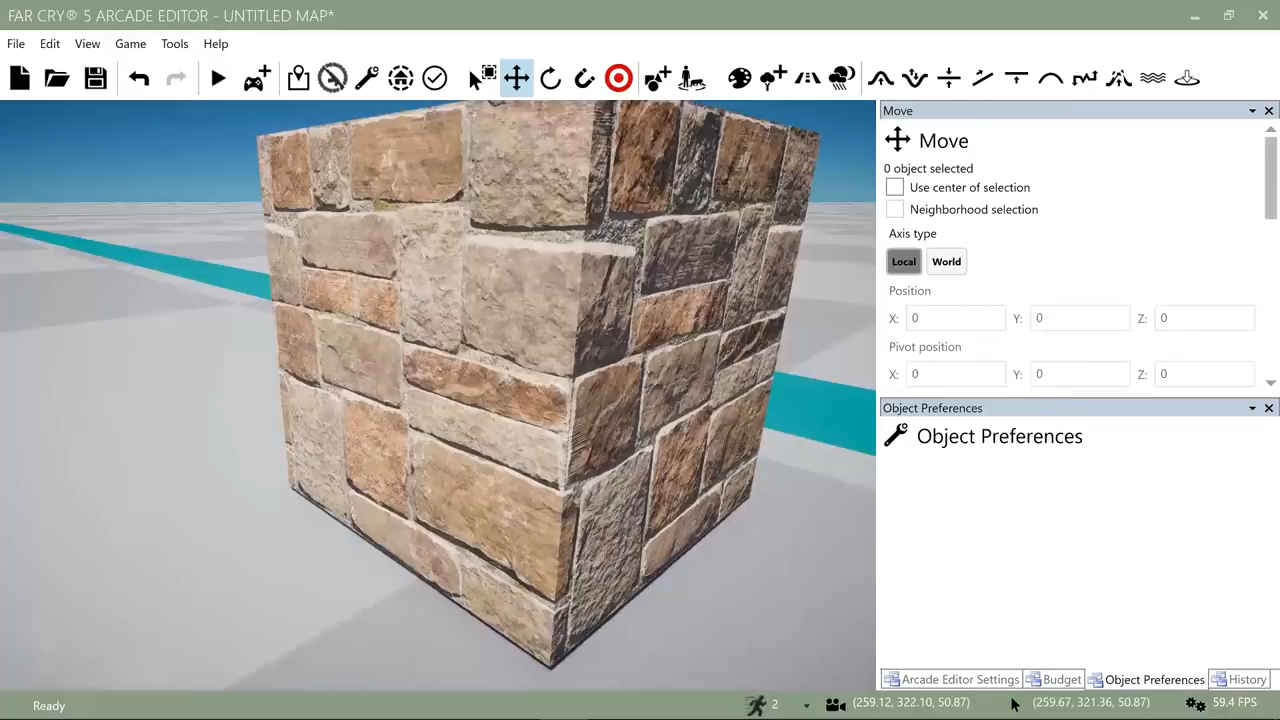 FAR CRY® 5 ARCADE EDITOR - UNTITLED MAP*
File Edit View Game Tools Help
Move
Move
0 object selected
Use center of selection
Neighborhood selection
Axis type
Local World
Position
X: 0 Y: 0 Z: 0
Pivot position
X: 0 Y: 0 Z: 0
Object Preferences
Object Preferences
Arcade Editor Settings Budget Object Preferences History
Ready 2 (259.12, 322.10, 50.87) (259.67, 321.36, 50.87) 59.4 FPS